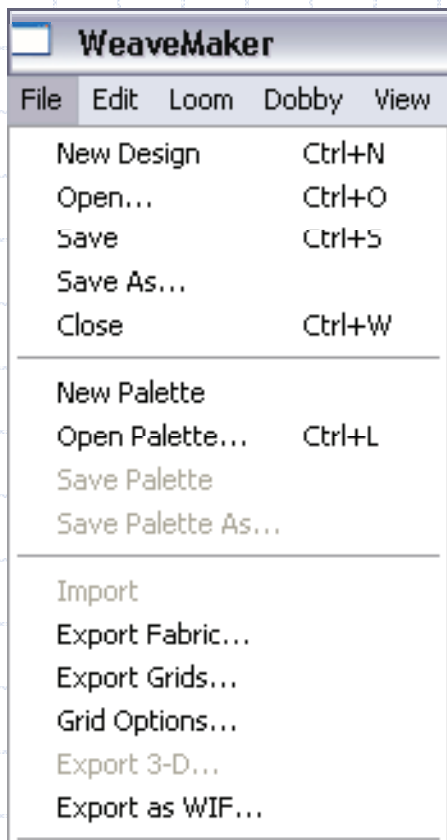 WeaveMaker
File Edit Loom Dobby View
New Design Ctrl+N
Open... Ctrl+O
Save Ctrl+S
Save As...
Close Ctrl+W
New Palette
Open Palette... Ctrl+L
Save Palette
Save Palette As...
Import
Export Fabric...
Export Grids...
Grid Options...
Export 3-D...
Export as WIF...